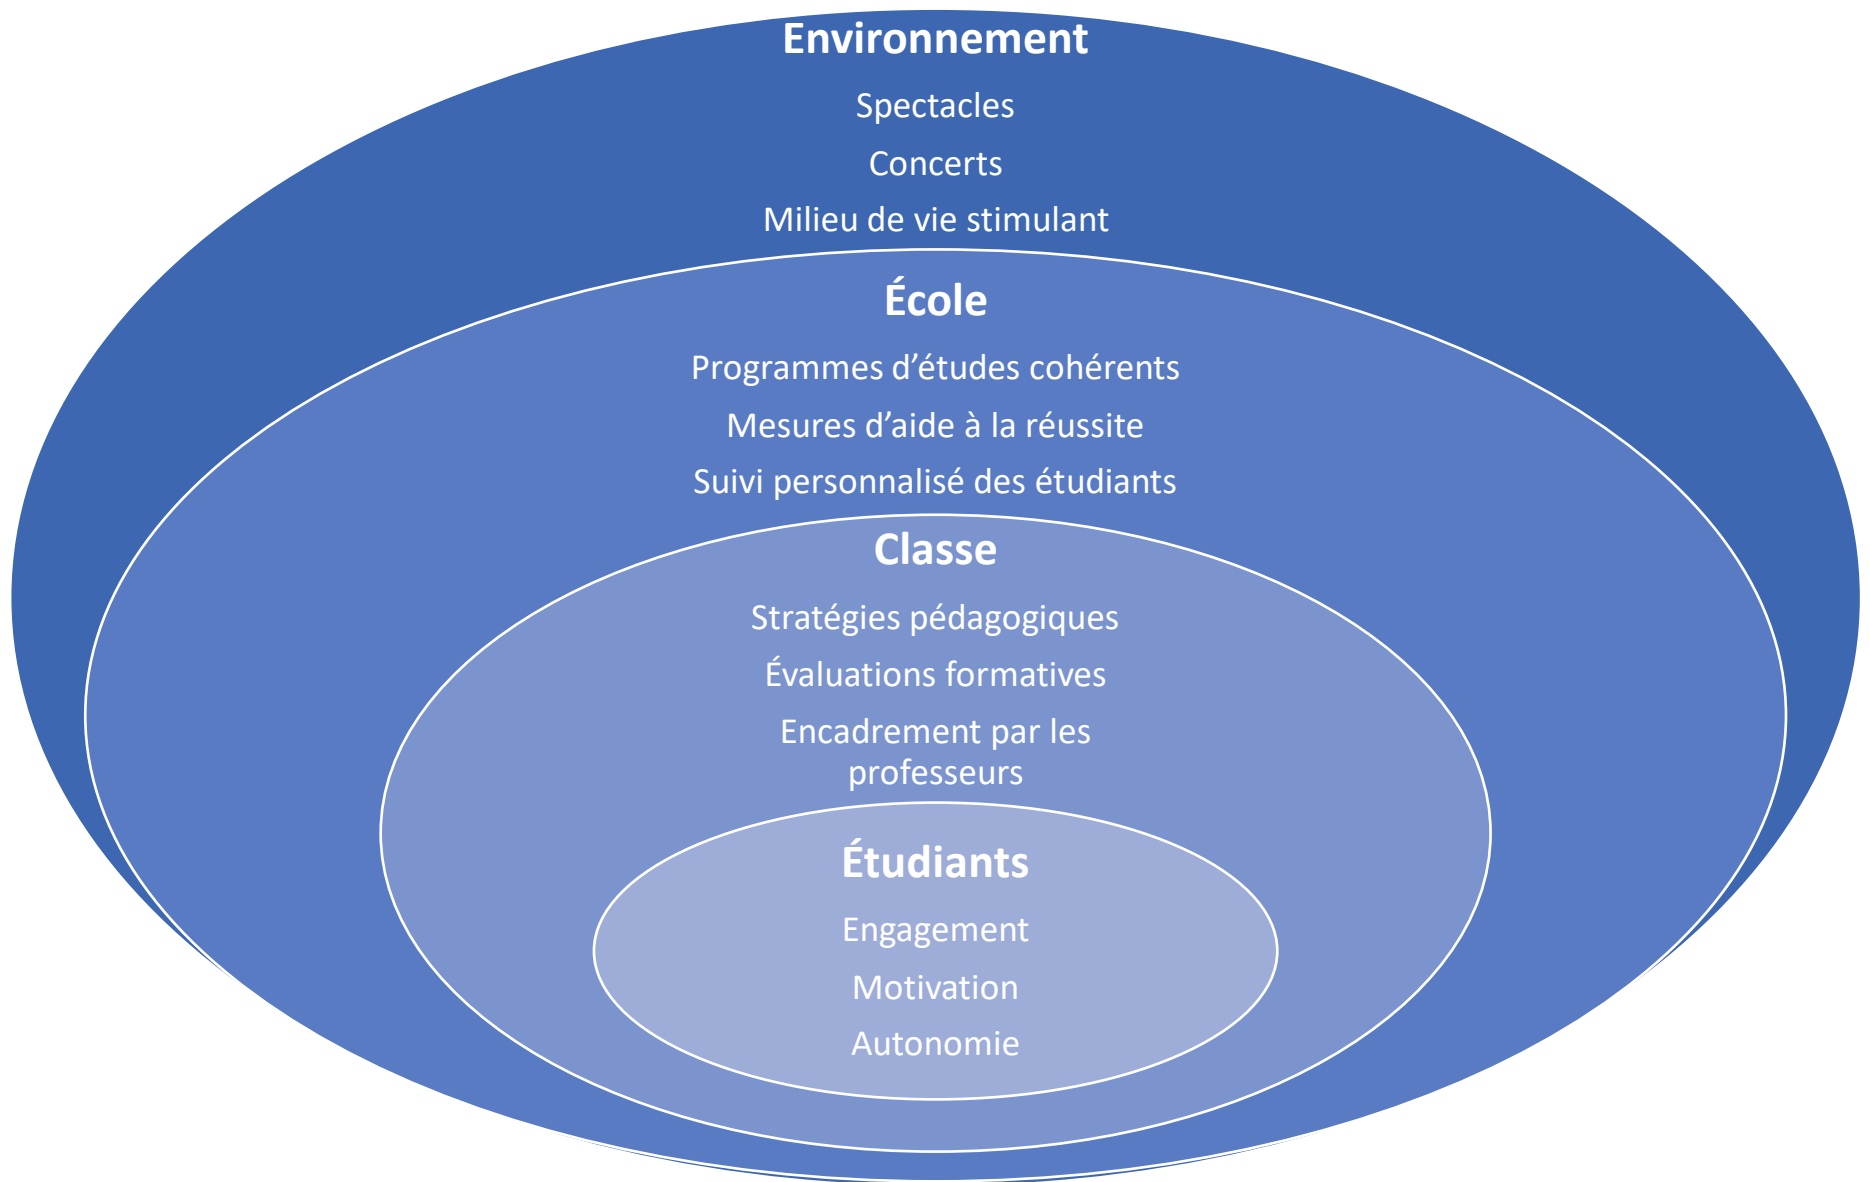 Environnement
Spectacles
Concerts
Milieu de vie stimulant
École
Programmes d’études cohérents
Mesures d’aide à la réussite
Suivi personnalisé des étudiants
Classe
Stratégies pédagogiques
Évaluations formatives
Encadrement par les
professeurs
Étudiants
Engagement
Motivation
Autonomie